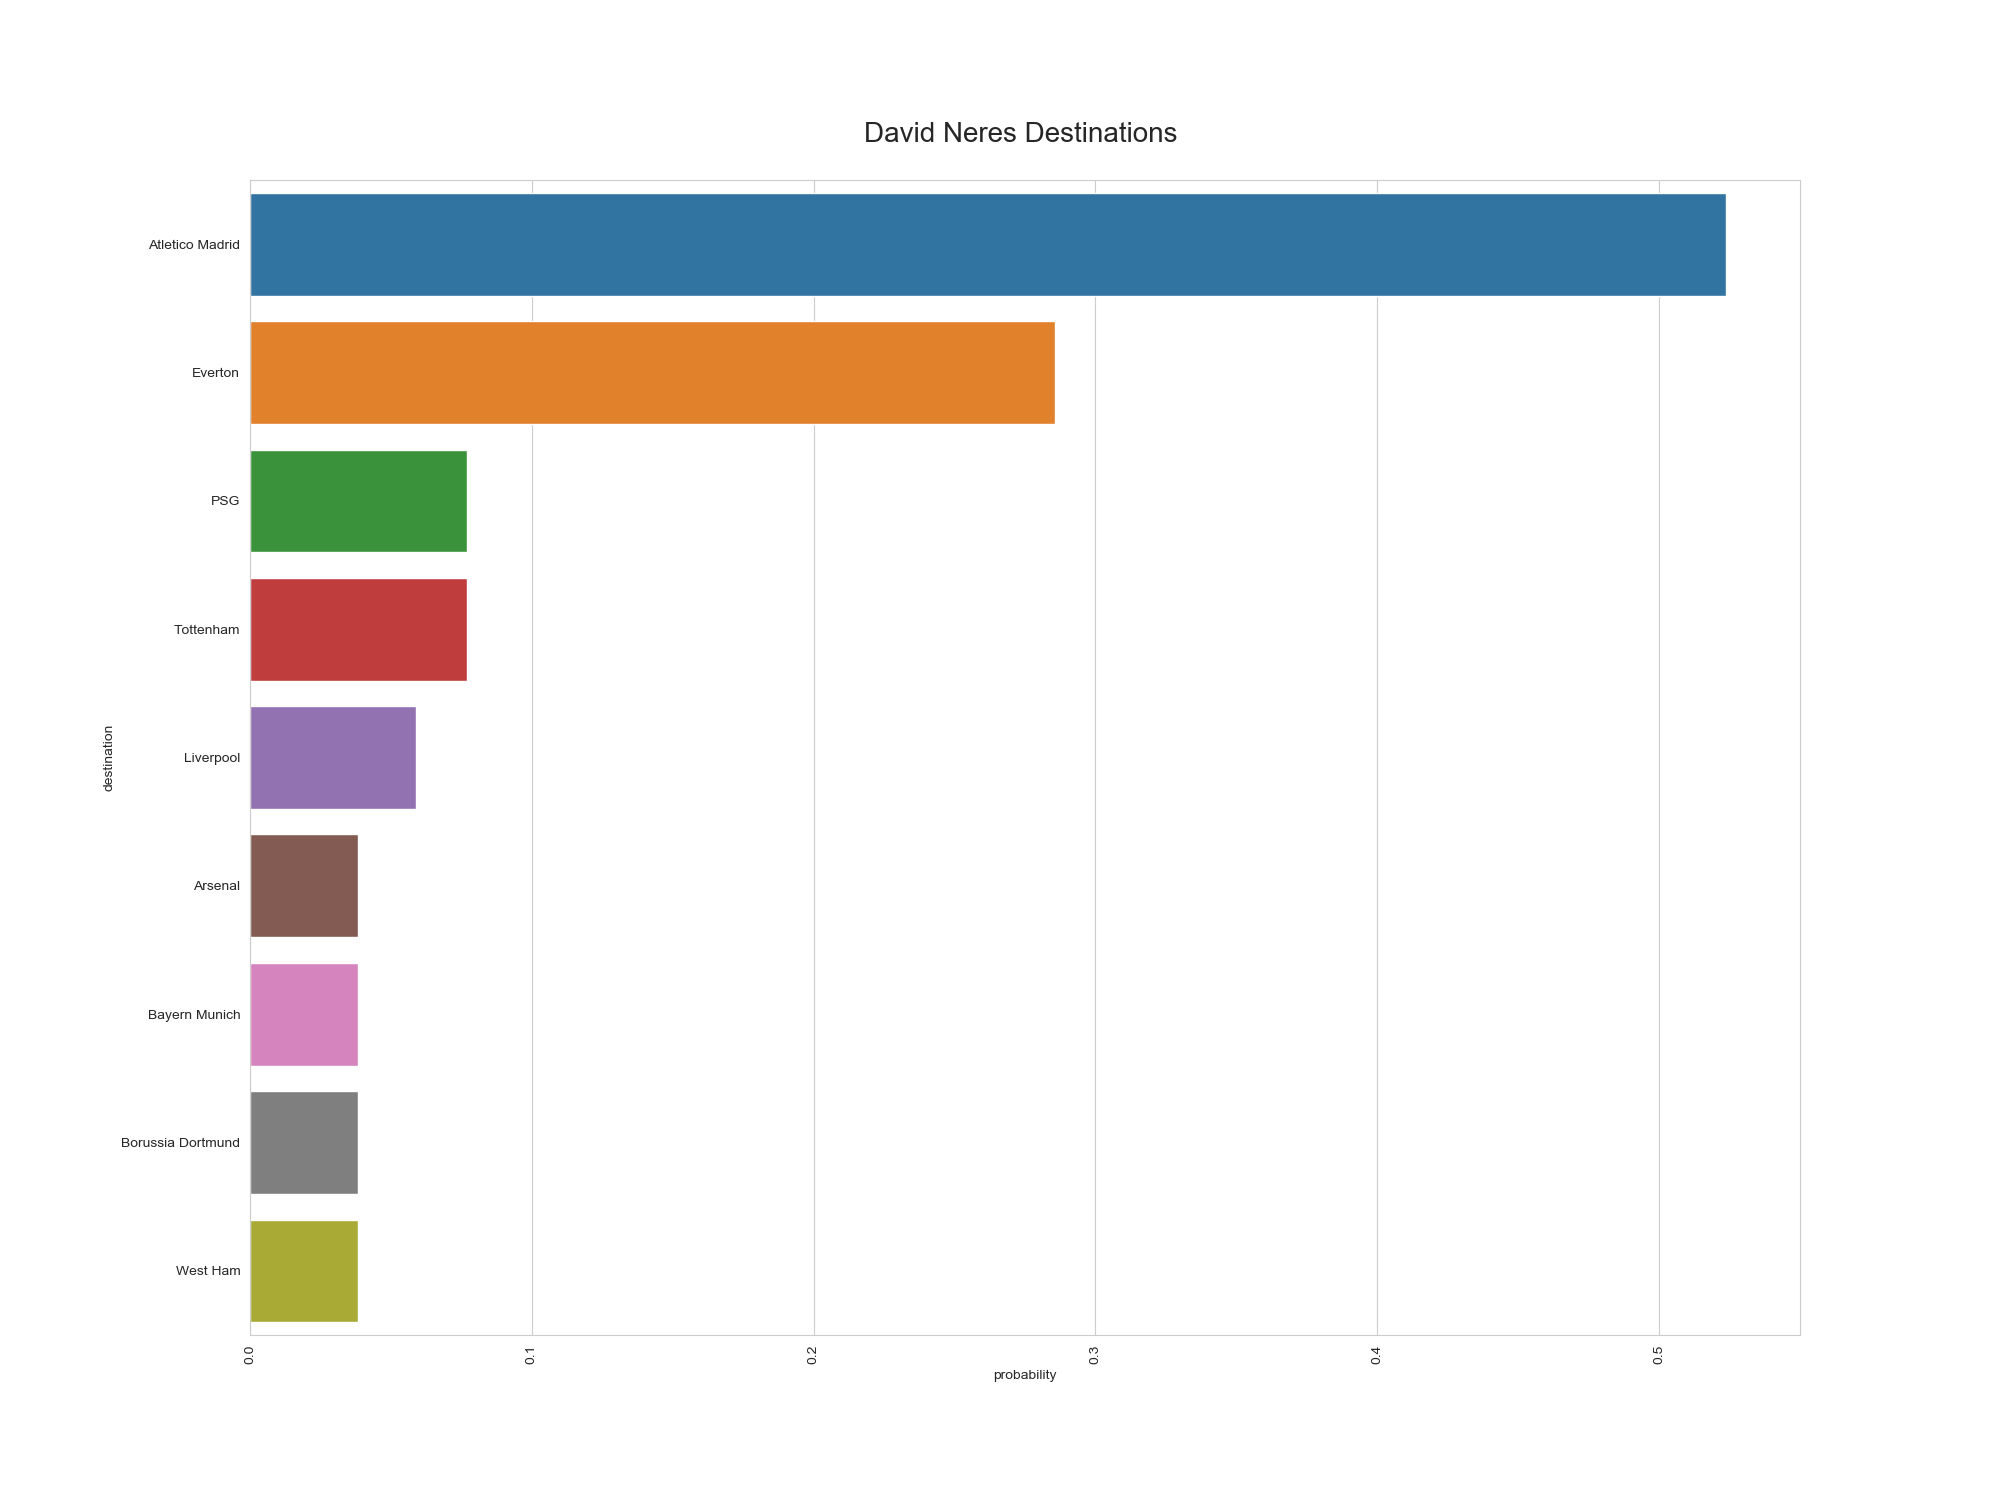 David Neres Destinations
Atletico Madrid
Everton
PSG
Tottenham
Liverpool
destination
Arsenal
Bayern Munich
Borussia Dortmund
West Ham
0.0
0.1
0.2
0.3
0.4
0.5
probability